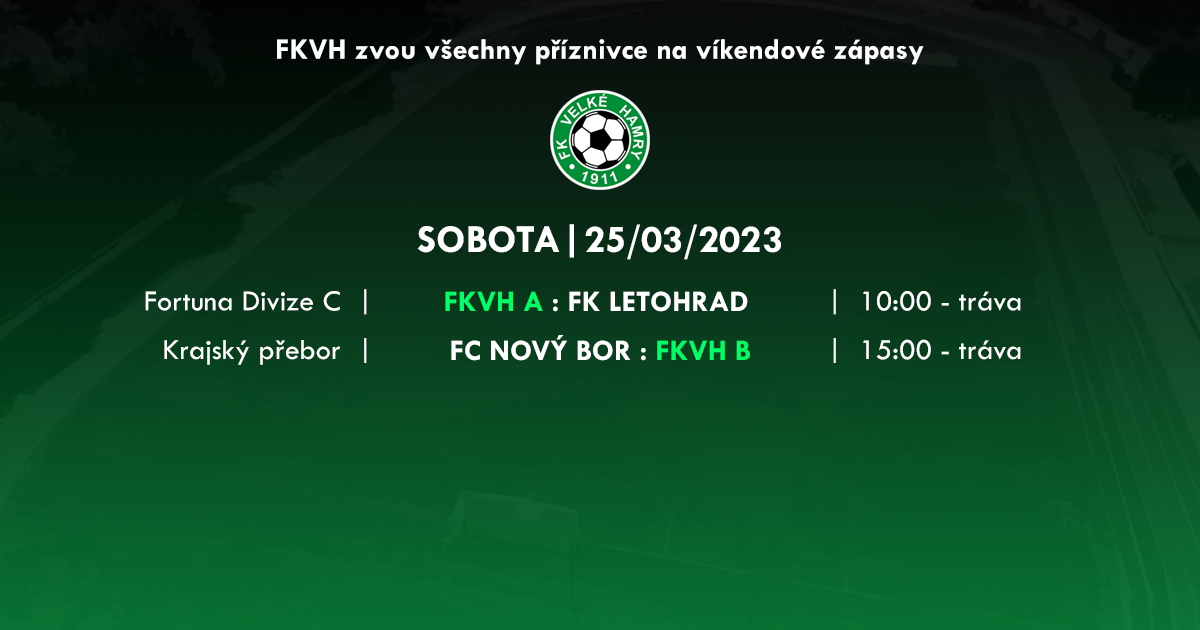 FKVH zvou všechny příznivce na víkendové zápasy
FK VELKÉ HAMRY
1911
SOBOTA | 25/03/2023
Fortuna Divize C | FKVH A : FK LETOHRAD | 10:00 - tráva
Krajský přebor | FC NOVÝ BOR : FKVH B | 15:00 - tráva